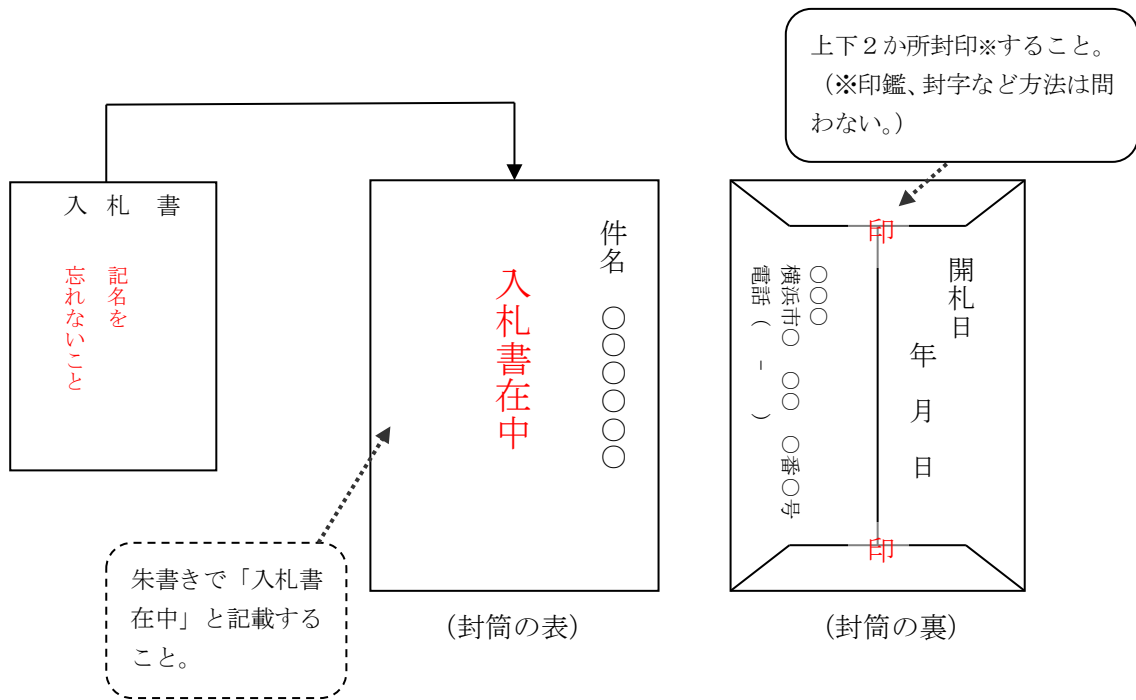 上下２か所封印※すること。
（※印鑑、封字など方法は問
わない。）
入 札 書
記名を
忘れないこと
件名 〇〇〇〇〇〇
入札書在中
開札日
年 月 日
〇〇〇
横浜市〇 〇〇 〇番〇号
電話（ － ）
印
印
朱書きで「入札書
在中」と記載する
こと。
（封筒の表）
（封筒の裏）